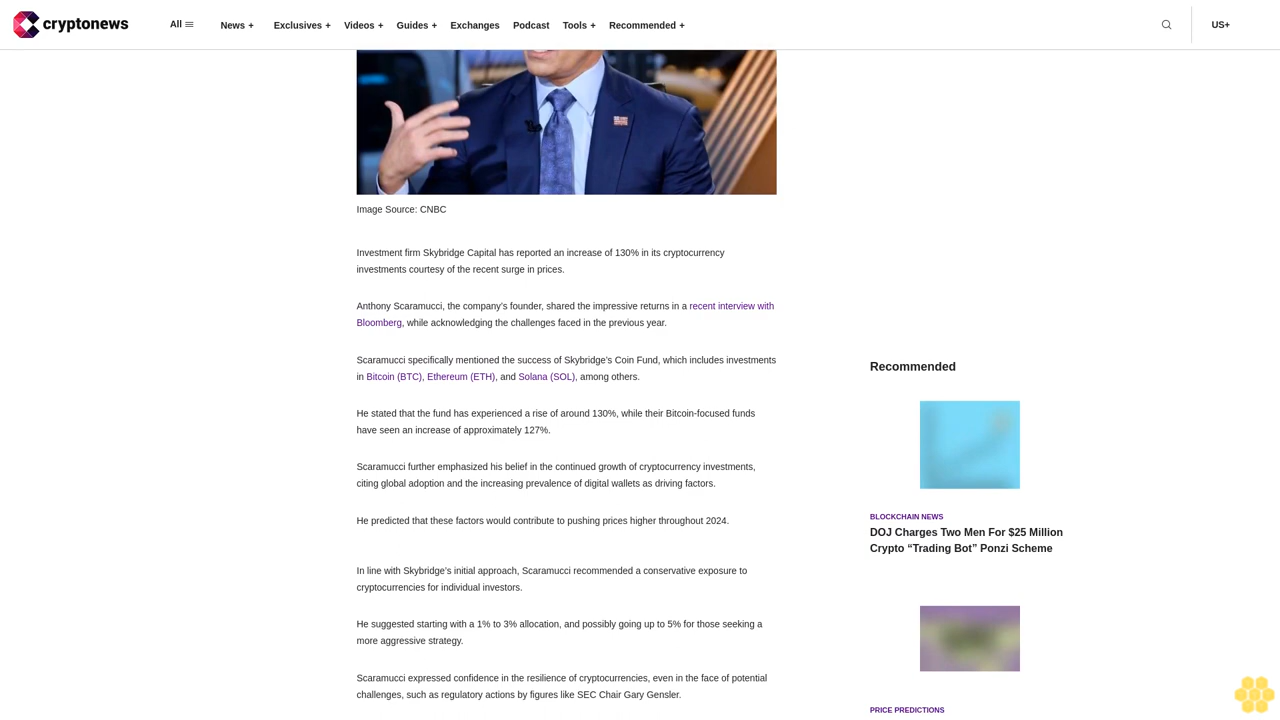 cryptonews
All
News +
Exclusives +
Videos +
Guides +
Exchanges
Podcast
Tools +
Recommended +
US+
Image Source: CNBC
Investment firm Skybridge Capital has reported an increase of 130% in its cryptocurrency
investments courtesy of the recent surge in prices.
Anthony Scaramucci, the company’s founder, shared the impressive returns in a recent interview with
Bloomberg, while acknowledging the challenges faced in the previous year.
Scaramucci specifically mentioned the success of Skybridge’s Coin Fund, which includes investments
in Bitcoin (BTC), Ethereum (ETH), and Solana (SOL), among others.
He stated that the fund has experienced a rise of around 130%, while their Bitcoin-focused funds
have seen an increase of approximately 127%.
Scaramucci further emphasized his belief in the continued growth of cryptocurrency investments,
citing global adoption and the increasing prevalence of digital wallets as driving factors.
He predicted that these factors would contribute to pushing prices higher throughout 2024.
In line with Skybridge’s initial approach, Scaramucci recommended a conservative exposure to
cryptocurrencies for individual investors.
He suggested starting with a 1% to 3% allocation, and possibly going up to 5% for those seeking a
more aggressive strategy.
Scaramucci expressed confidence in the resilience of cryptocurrencies, even in the face of potential
challenges, such as regulatory actions by figures like SEC Chair Gary Gensler.
Recommended
BLOCKCHAIN NEWS
DOJ Charges Two Men For $25 Million
Crypto “Trading Bot” Ponzi Scheme
PRICE PREDICTIONS